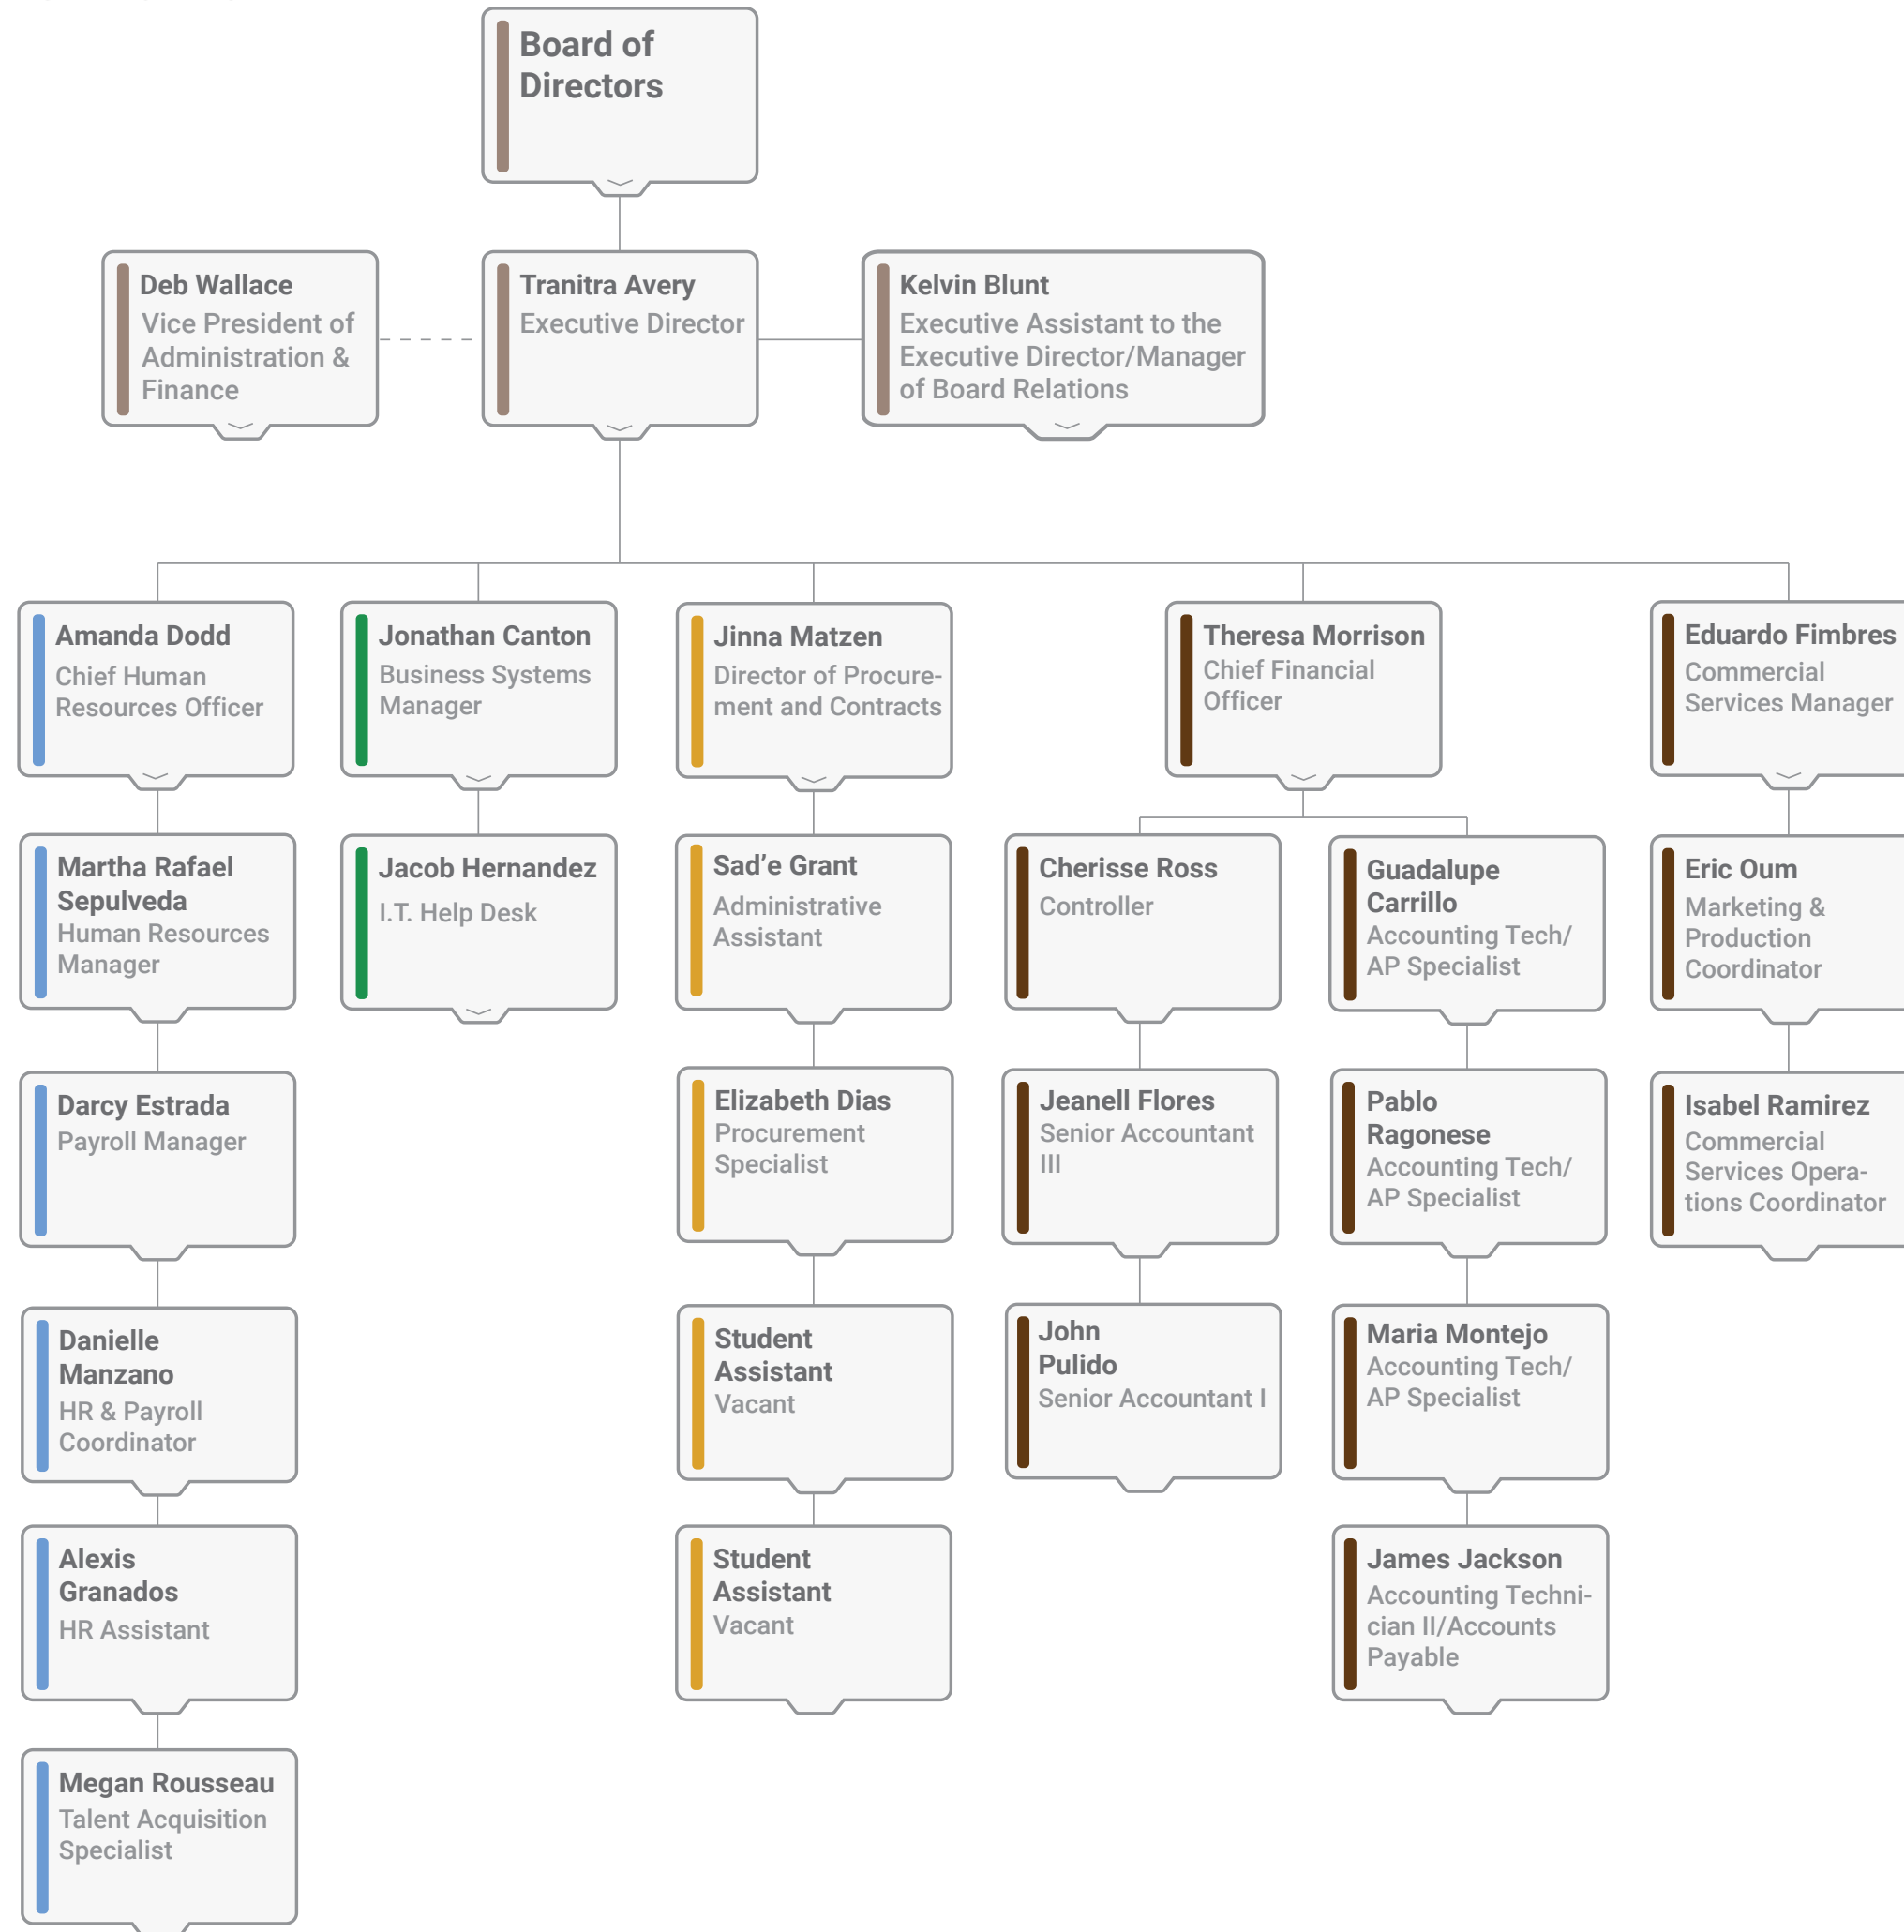 Board of
Directors
Deb Wallace
Vice President of
Administration &
Finance
Tranitra Avery
Executive Director
Kelvin Blunt
Executive Assistant to the
Executive Director/Manager
of Board Relations
Amanda Dodd
Chief Human
Resources Officer
Jonathan Canton
Business Systems
Manager
Jinna Matzen
Director of Procure-
ment and Contracts
Theresa Morrison
Chief Financial
Officer
Eduardo Fimbres
Commercial
Services Manager
Martha Rafael
Sepulveda
Human Resources
Manager
Jacob Hernandez
I.T. Help Desk
Sad’e Grant
Administrative
Assistant
Cherisse Ross
Controller
Guadalupe
Carrillo
Accounting Tech/
AP Specialist
Eric Oum
Marketing &
Production
Coordinator
Darcy Estrada
Payroll Manager
Elizabeth Dias
Procurement
Specialist
Jeanell Flores
Senior Accountant
III
Pablo
Ragonese
Accounting Tech/
AP Specialist
Isabel Ramirez
Commercial
Services Opera-
tions Coordinator
Danielle
Manzano
HR & Payroll
Coordinator
Student
Assistant
Vacant
John
Pulido
Senior Accountant I
Maria Montejo
Accounting Tech/
AP Specialist
Alexis
Granados
HR Assistant
Student
Assistant
Vacant
James Jackson
Accounting Techni-
cian II/Accounts
Payable
Megan Rousseau
Talent Acquisition
Specialist